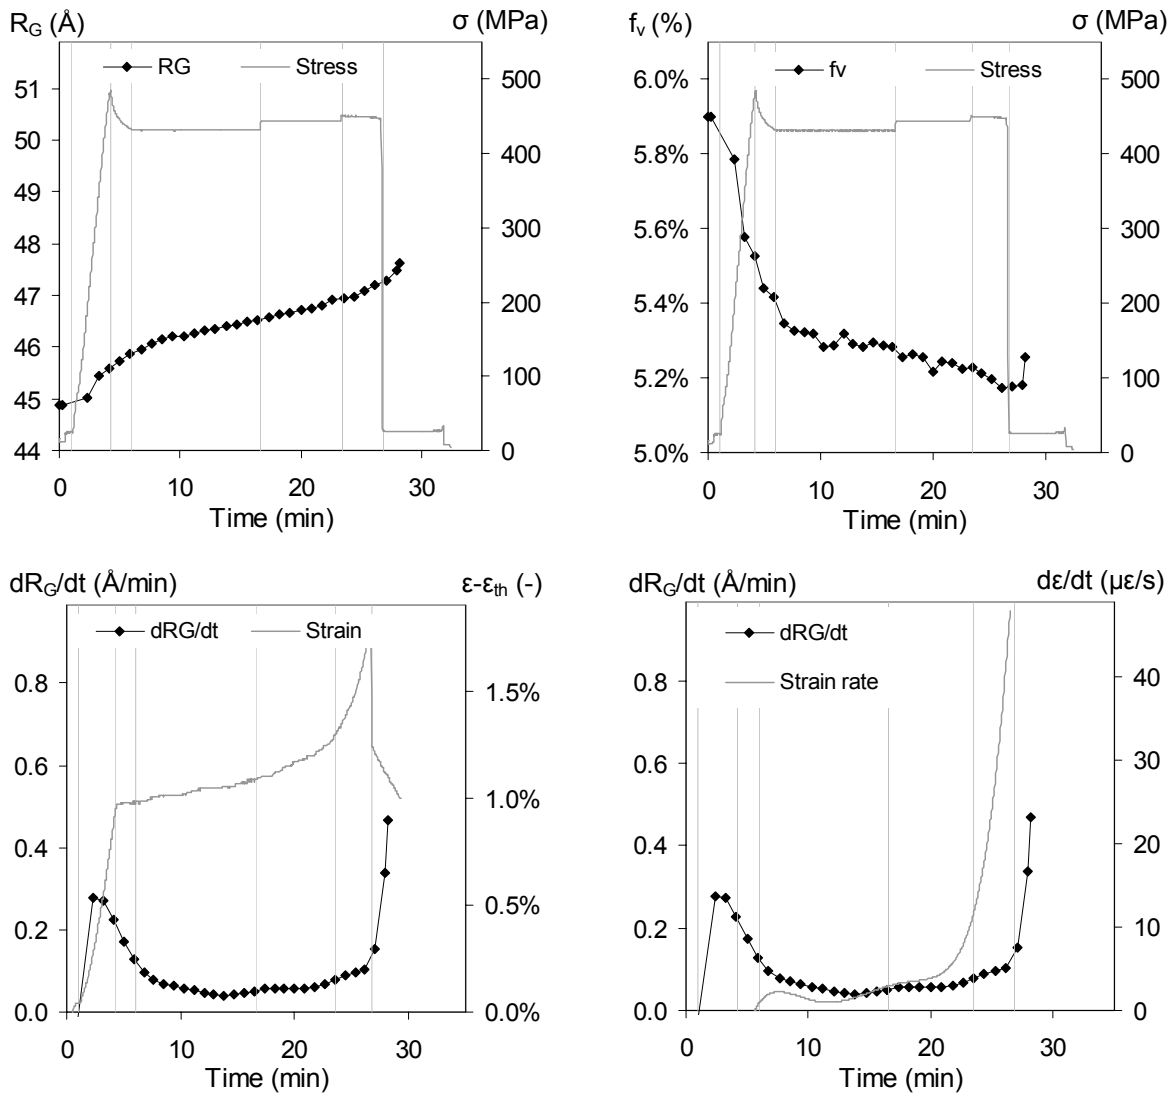 R_G (Å) σ (MPa)
RG Stress
51
50
49
48
47
46
45
44
500
400
300
200
100
0
0 10 20 30
Time (min)
f_v (%) σ (MPa)
fv Stress
6.0%
5.8%
5.6%
5.4%
5.2%
5.0%
500
400
300
200
100
0
0 10 20 30
Time (min)
dR_G/dt (Å/min) ε-ε_th (-)
dRG/dt Strain
0.8
0.6
0.4
0.2
0.0
1.5%
1.0%
0.5%
0.0%
0 10 20 30
Time (min)
dR_G/dt (Å/min) dε/dt (με/s)
dRG/dt
Strain rate
0.8
0.6
0.4
0.2
0.0
40
30
20
10
0
0 10 20 30
Time (min)